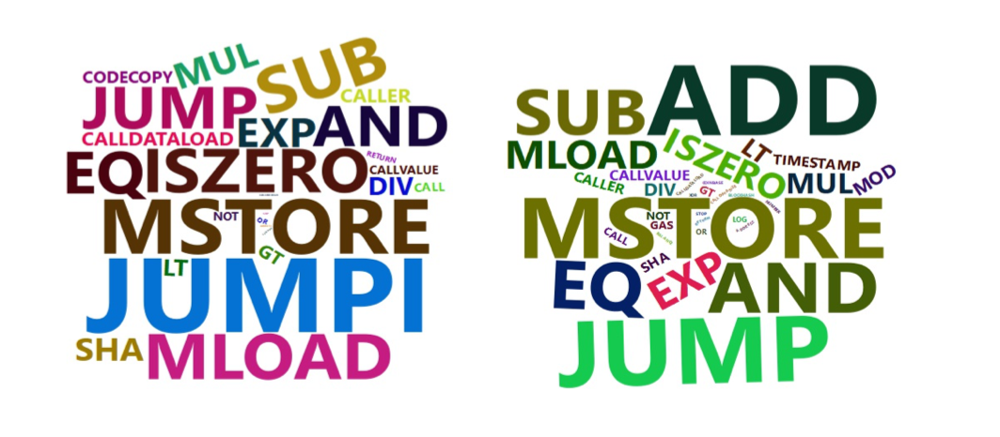 CODECOPY
MUL
SUB
JUMP
CALLER
CALLDATALOAD
EXP
AND
EQ
ISZERO
RETURN
CALLVALUE
DIV
CALL
MSTORE
NOT
OR
GT
LT
JUMPI
SHA
MLOAD
SUB
ADD
MLOAD
ISZERO
LT
TIMESTAMP
CALLER
CALLVALUE
DIV
GT
MUL
MOD
MSTORE
NOT
GAS
STOP
OR
LOG
CALL
SHA
EQ
EXP
AND
JUMP